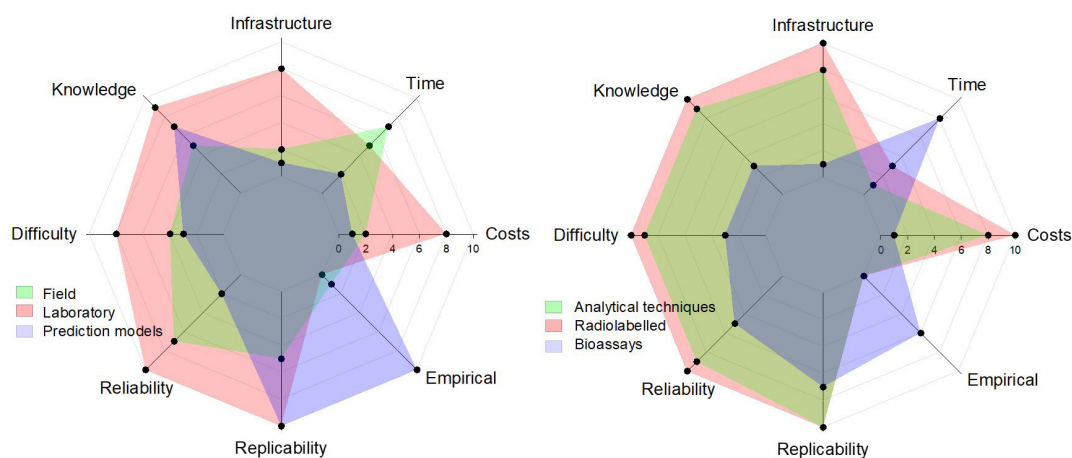 Infrastructure
Knowledge
Time
Difficulty
Costs
0 2 4 6 8 10
Field
Laboratory
Prediction models
Reliability
Empirical
Replicability
Infrastructure
Knowledge
Time
Difficulty
Costs
0 2 4 6 8 10
Analytical techniques
Radiolabelled
Bioassays
Reliability
Empirical
Replicability